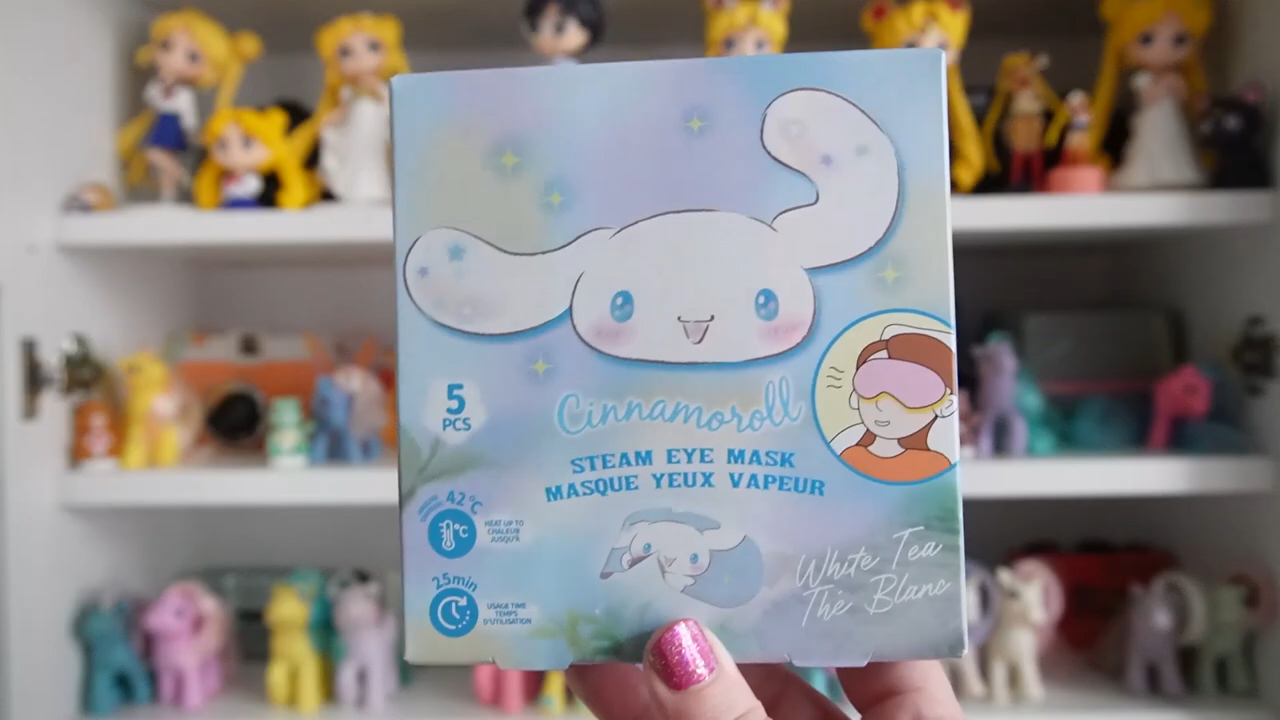 5
PCS
Cinnamoroll
STEAM EYE MASK
MASQUE YEUX VAPEUR
42°C
°C
HEAT UP TO
CHALEUR
JUSQU'À
25min
USAGE TIME
TEMPS
D'UTILISATION
White Tea
Thé Blanc